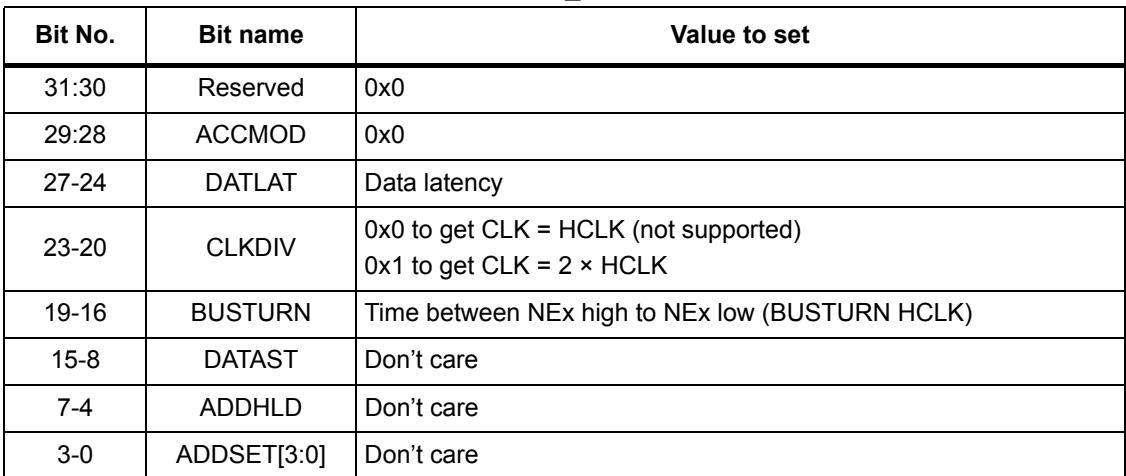 Bit No. Bit name Value to set
31:30 Reserved 0x0
29:28 ACCMOD 0x0
27-24 DATLAT Data latency
23-20 CLKDIV 0x0 to get CLK = HCLK (not supported)
0x1 to get CLK = 2 × HCLK
19-16 BUSTURN Time between NEx high to NEx low (BUSTURN HCLK)
15-8 DATAST Don’t care
7-4 ADDHLD Don’t care
3-0 ADDSET[3:0] Don’t care